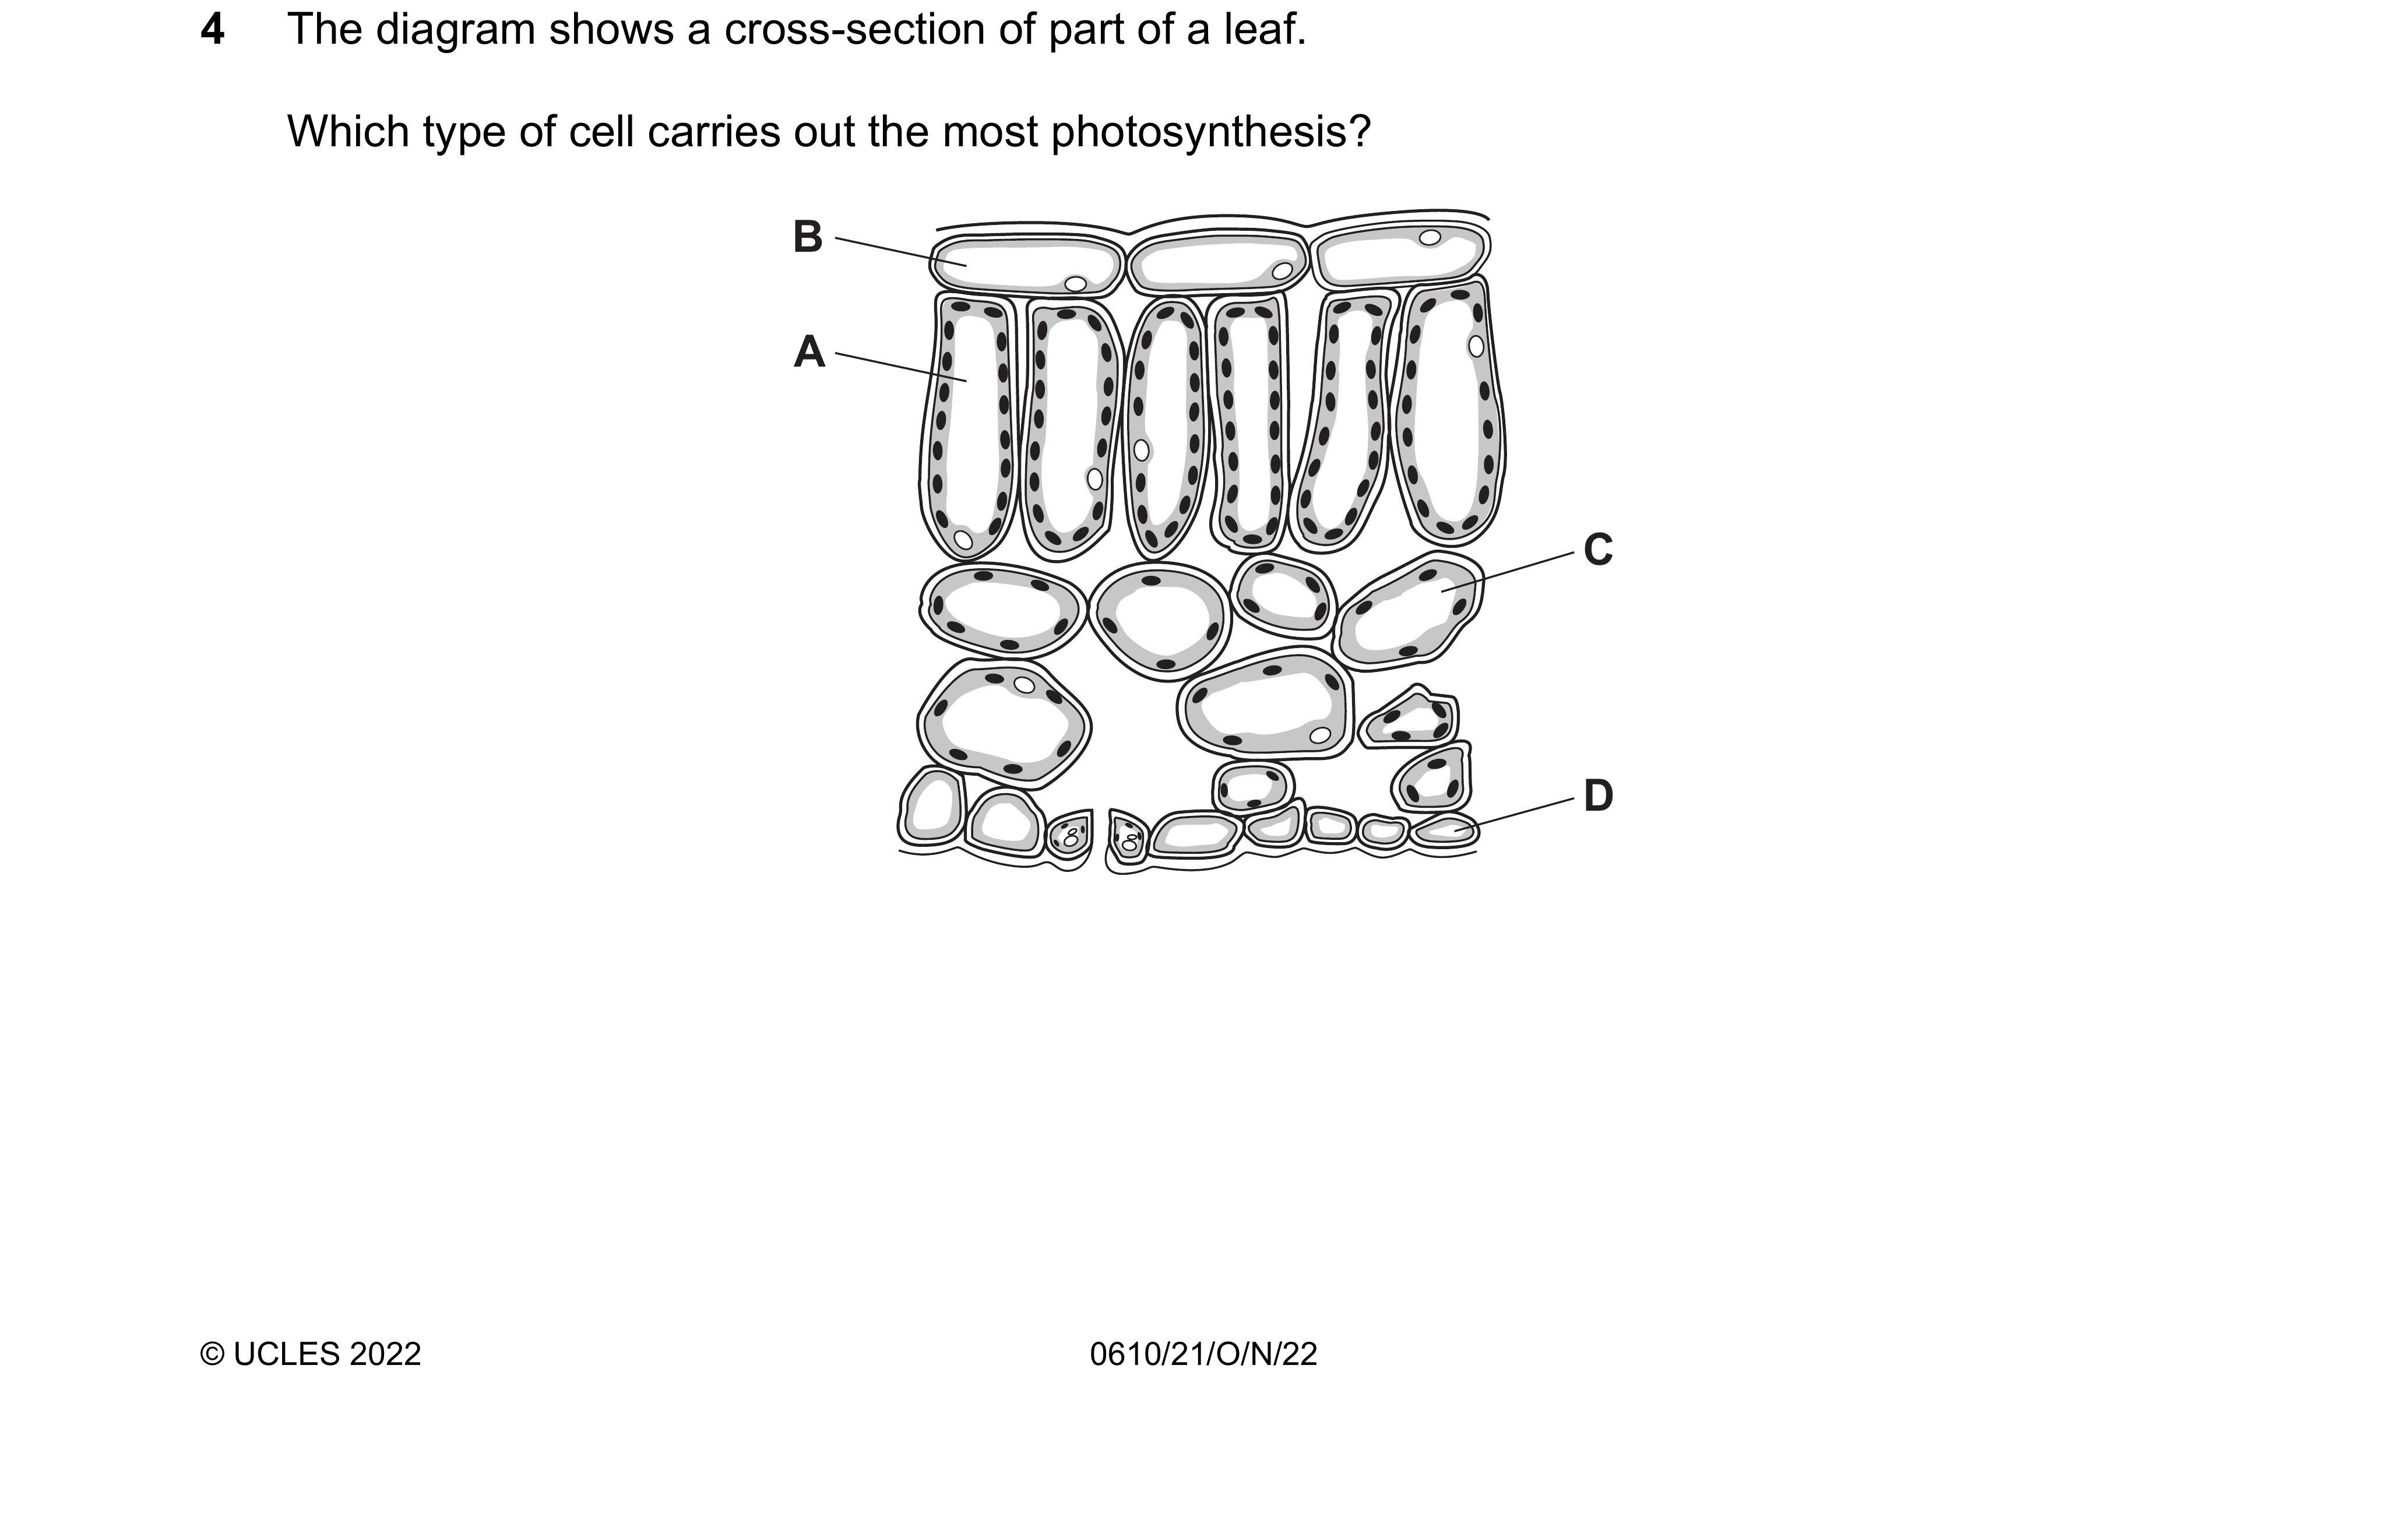 4 The diagram shows a cross-section of part of a leaf.
Which type of cell carries out the most photosynthesis?
B
A
C
D
© UCLES 2022 0610/21/O/N/22